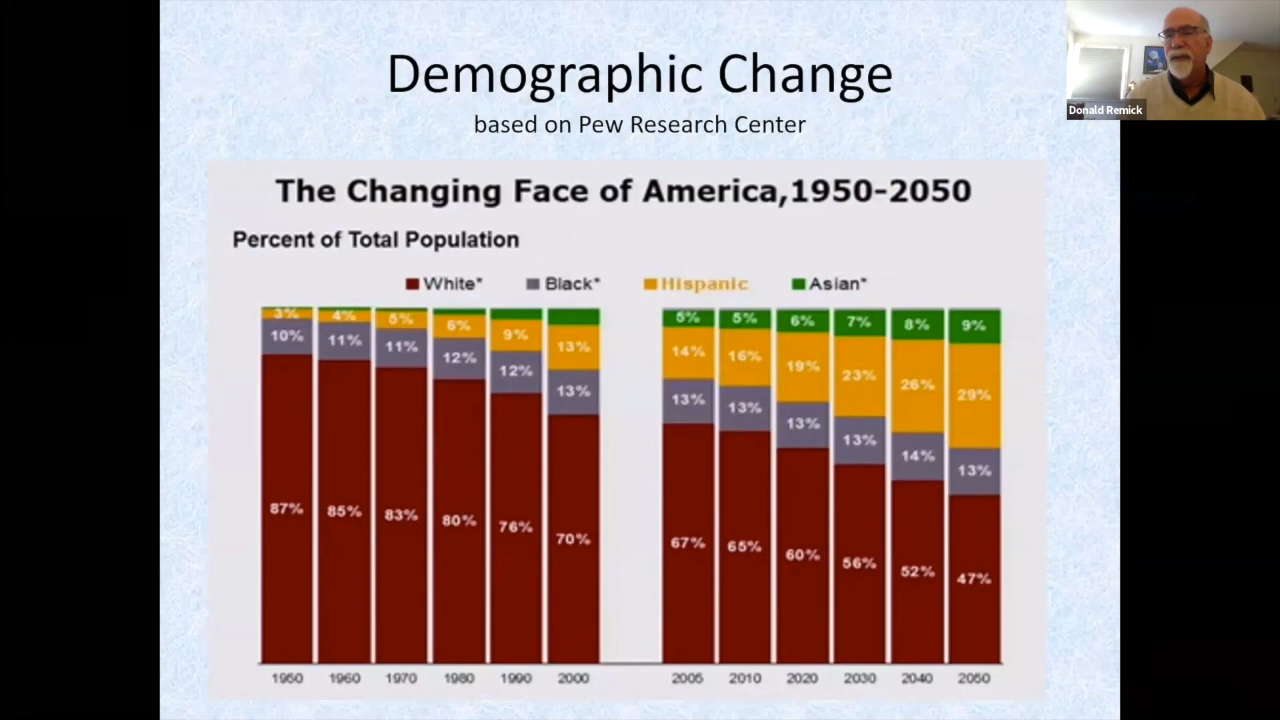 Demographic Change
based on Pew Research Center
Donald Remick
The Changing Face of America,1950-2050
Percent of Total Population
White* Black* Hispanic Asian*
3% 4% 5% 6% 9% 13% 5% 5% 6% 7% 8% 9%
10% 11% 11% 12% 12% 13% 14% 16% 19% 23% 26% 29%
13% 13% 13% 13% 14% 13%
87% 85% 83% 80% 76% 70% 67% 65% 60% 56% 52% 47%
1950 1960 1970 1980 1990 2000 2005 2010 2020 2030 2040 2050